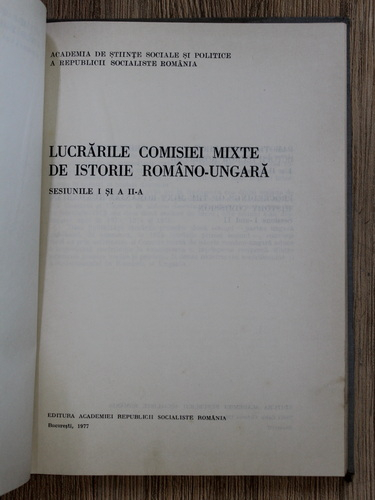 ACADEMIA DE ȘTIINȚE SOCIALE ȘI POLITICE
A REPUBLICII SOCIALISTE ROMÂNIA
LUCRĂRILE COMISIEI MIXTE
DE ISTORIE ROMÂNO-UNGARĂ
SESIUNILE I ȘI A II-A
EDITURA ACADEMIEI REPUBLICII SOCIALISTE ROMÂNIA
București, 1977